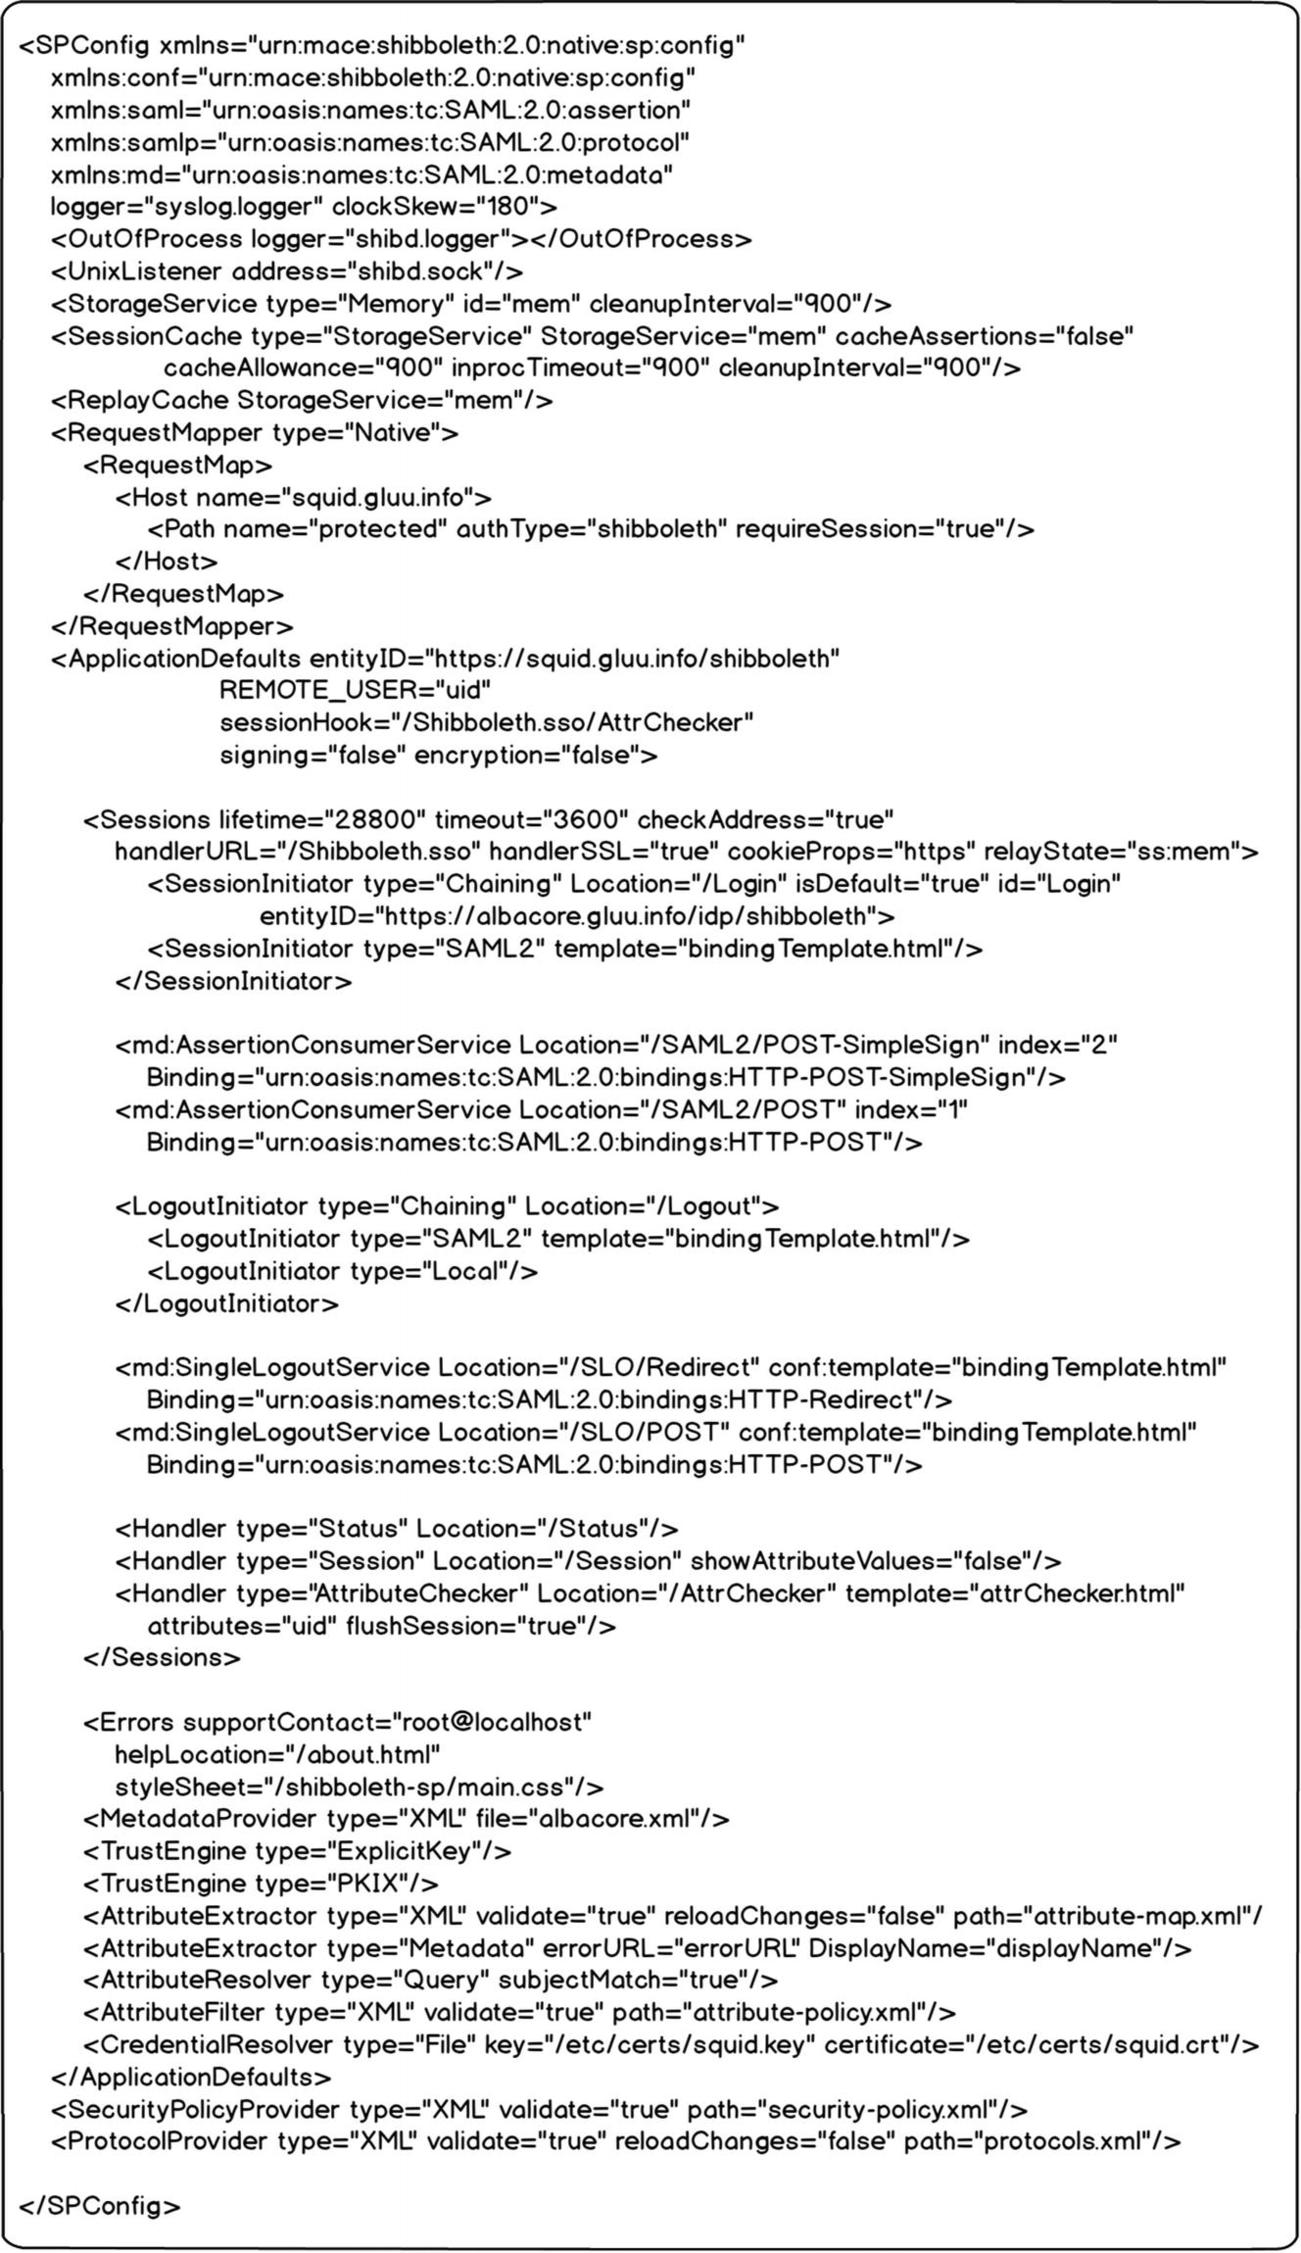 <SPConfig xmlns="urn:mace:shibboleth:2.0:native:sp:config"
xmlns:conf="urn:mace:shibboleth:2.0:native:sp:config"
xmlns:saml="urn:oasis:names:tc:SAML:2.0:assertion"
xmlns:samlp="urn:oasis:names:tc:SAML:2.0:protocol"
xmlns:md="urn:oasis:names:tc:SAML:2.0:metadata"
logger="syslog.logger" clockSkew="180">
<OutOfProcess logger="shibd.logger"></OutOfProcess>
<UnixListener address="shibd.sock"/>
<StorageService type="Memory" id="mem" cleanupInterval="900"/>
<SessionCache type="StorageService" StorageService="mem" cacheAssertions="false"
cacheAllowance="900" inprocTimeout="900" cleanupInterval="900"/>
<ReplayCache StorageService="mem"/>
<RequestMapper type="Native">
<RequestMap>
<Host name="squid.gluu.info">
<Path name="protected" authType="shibboleth" requireSession="true"/>
</Host>
</RequestMap>
</RequestMapper>
<ApplicationDefaults entityID="https://squid.gluu.info/shibboleth"
REMOTE_USER="uid"
sessionHook="/Shibboleth.sso/AttrChecker"
signing="false" encryption="false">
<Sessions lifetime="28800" timeout="3600" checkAddress="true"
handlerURL="/Shibboleth.sso" handlerSSL="true" cookieProps="https" relayState="ss:mem">
<SessionInitiator type="Chaining" Location="/Login" isDefault="true" id="Login"
entityID="https://albacore.gluu.info/idp/shibboleth">
<SessionInitiator type="SAML2" template="bindingTemplate.html"/>
</SessionInitiator>
<md:AssertionConsumerService Location="/SAML2/POST-SimpleSign" index="2"
Binding="urn:oasis:names:tc:SAML:2.0:bindings:HTTP-POST-SimpleSign"/>
<md:AssertionConsumerService Location="/SAML2/POST" index="1"
Binding="urn:oasis:names:tc:SAML:2.0:bindings:HTTP-POST"/>
<LogoutInitiator type="Chaining" Location="/Logout">
<LogoutInitiator type="SAML2" template="bindingTemplate.html"/>
<LogoutInitiator type="Local"/>
</LogoutInitiator>
<md:SingleLogoutService Location="/SLO/Redirect" conf:template="bindingTemplate.html"
Binding="urn:oasis:names:tc:SAML:2.0:bindings:HTTP-Redirect"/>
<md:SingleLogoutService Location="/SLO/POST" conf:template="bindingTemplate.html"
Binding="urn:oasis:names:tc:SAML:2.0:bindings:HTTP-POST"/>
<Handler type="Status" Location="/Status"/>
<Handler type="Session" Location="/Session" showAttributeValues="false"/>
<Handler type="AttributeChecker" Location="/AttrChecker" template="attrChecker.html"
attributes="uid" flushSession="true"/>
</Sessions>
<Errors supportContact="root@localhost"
helpLocation="/about.html"
styleSheet="/shibboleth-sp/main.css"/>
<MetadataProvider type="XML" file="albacore.xml"/>
<TrustEngine type="ExplicitKey"/>
<TrustEngine type="PKIX"/>
<AttributeExtractor type="XML" validate="true" reloadChanges="false" path="attribute-map.xml"/
<AttributeExtractor type="Metadata" errorURL="errorURL" DisplayName="displayName"/>
<AttributeResolver type="Query" subjectMatch="true"/>
<AttributeFilter type="XML" validate="true" path="attribute-policy.xml"/>
<CredentialResolver type="File" key="/etc/certs/squid.key" certificate="/etc/certs/squid.crt"/>
</ApplicationDefaults>
<SecurityPolicyProvider type="XML" validate="true" path="security-policy.xml"/>
<ProtocolProvider type="XML" validate="true" reloadChanges="false" path="protocols.xml"/>
</SPConfig>